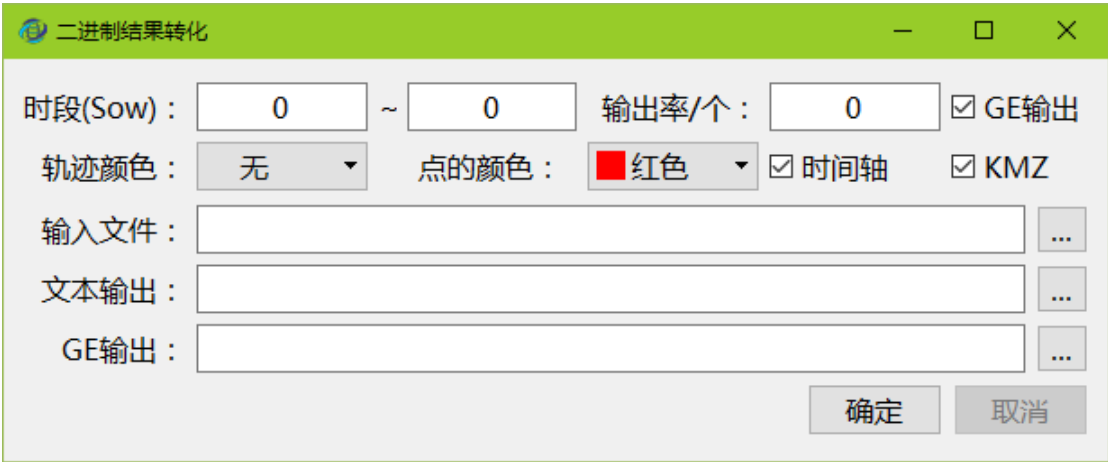 二进制结果转化
时段(Sow)： 0 ~ 0 输出率/个： 0 GE输出
轨迹颜色： 无 点的颜色： 红色 时间轴 KMZ
输入文件： ...
文本输出： ...
GE输出： ...
确定 取消